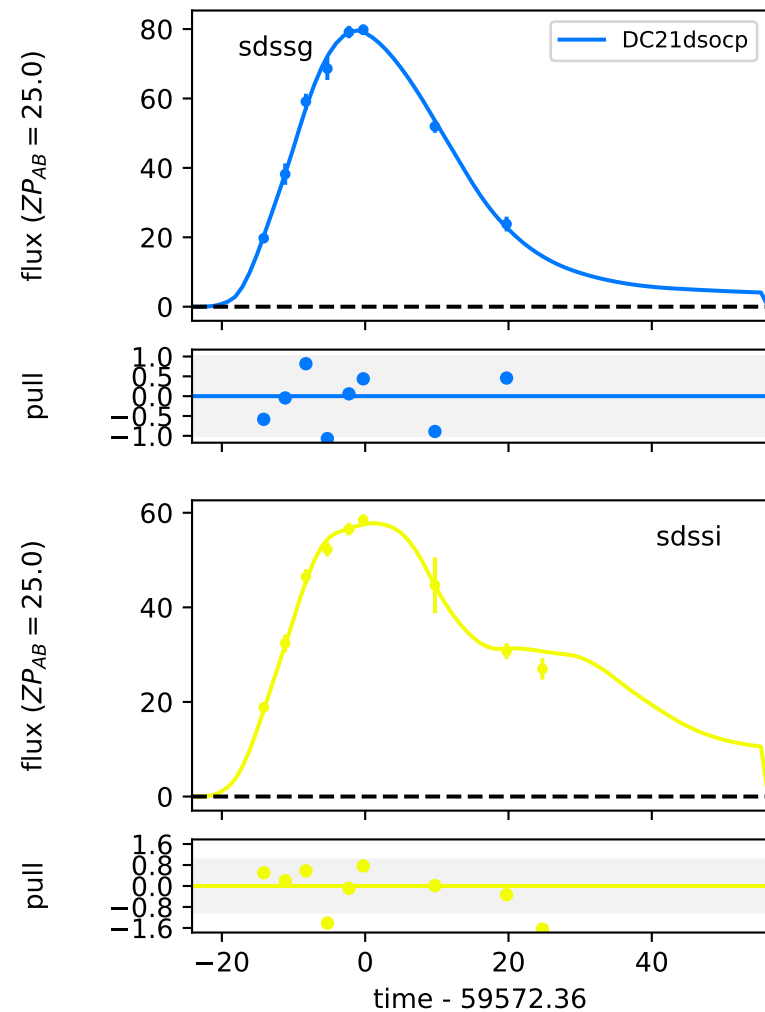 80
60
40
20
0
flux (ZP_AB = 25.0)
sdssg
DC21dsocp
1.0
0.5
0.0
−0.5
−1.0
pull
60
40
20
0
flux (ZP_AB = 25.0)
sdssi
1.6
0.8
0.0
−0.8
−1.6
pull
−20 0 20 40
time - 59572.36